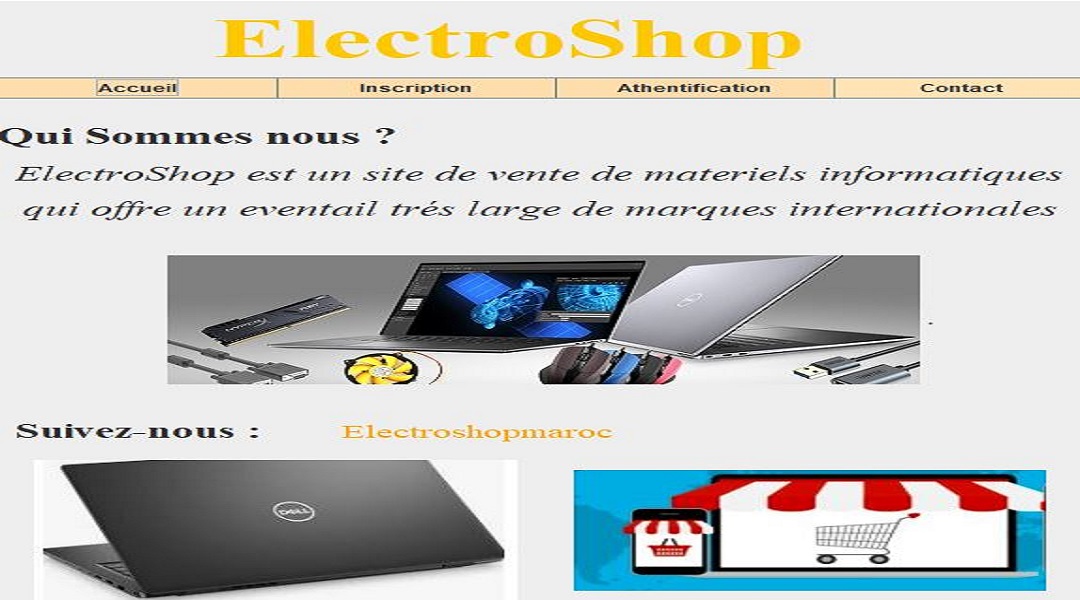 ElectroShop
Accueil Inscription Athentification Contact
Qui Sommes nous ?
ElectroShop est un site de vente de materiels informatiques
qui offre un eventail trés large de marques internationales
Suivez-nous : Electroshopmaroc
DELL